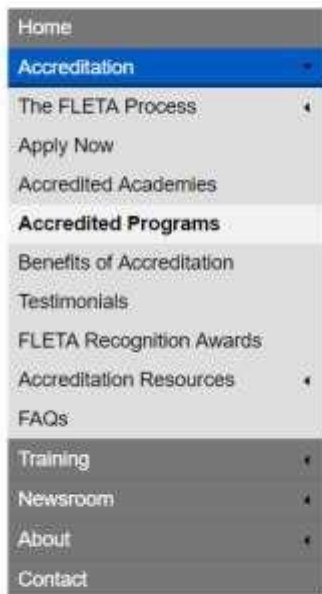 Home
Accreditation
The FLETA Process
Apply Now
Accredited Academies
Accredited Programs
Benefits of Accreditation
Testimonials
FLETA Recognition Awards
Accreditation Resources
FAQs
Training
Newsroom
About
Contact